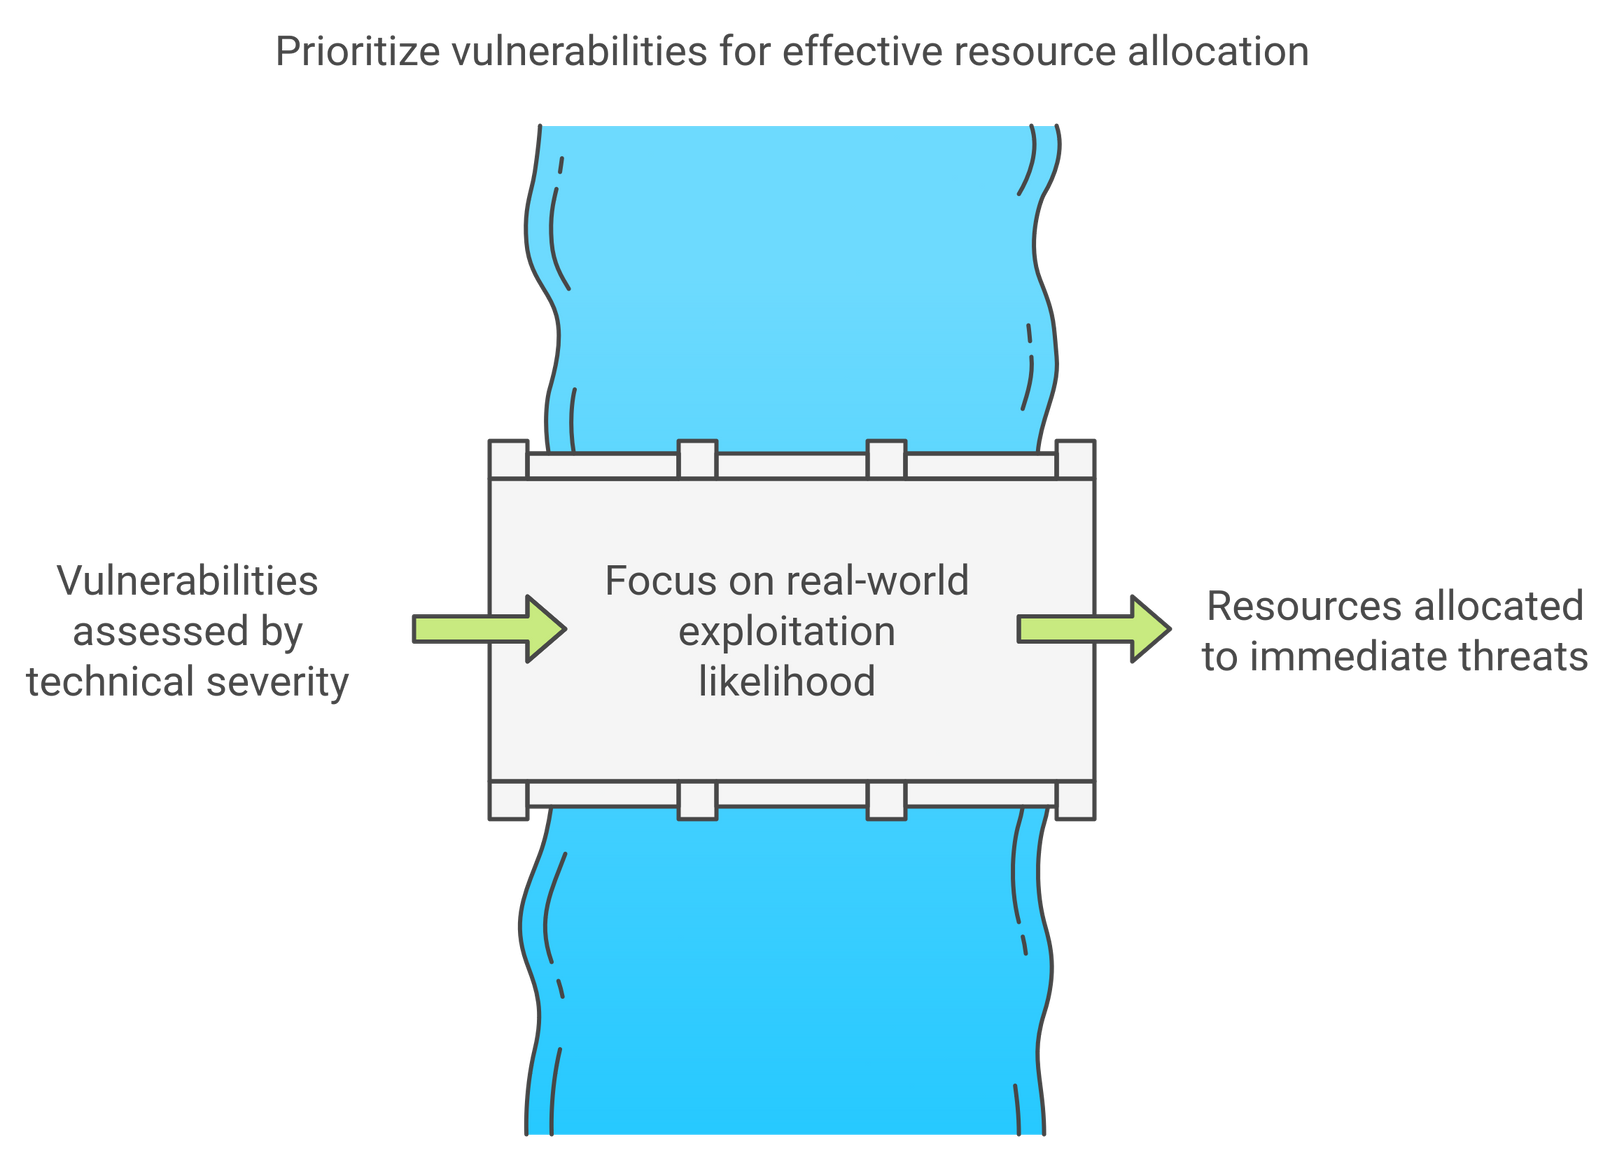 Prioritize vulnerabilities for effective resource allocation
Vulnerabilities
assessed by
technical severity
Focus on real-world
exploitation
likelihood
Resources allocated
to immediate threats